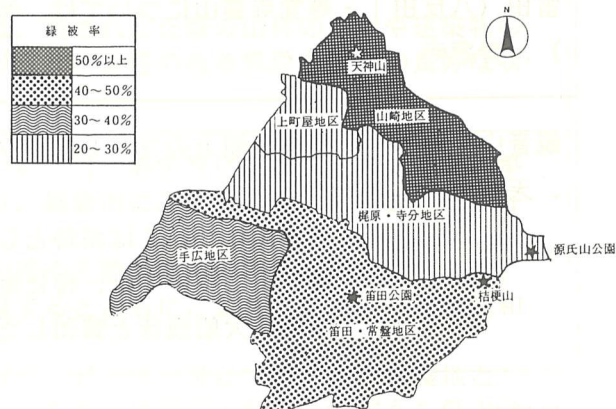 緑被率
50%以上
40～50%
30～40%
20～30%
N
天神山
上町屋地区
山崎地区
梶原・寺分地区
源氏山公園
手広地区
笛田公園
桔梗山
笛田・常盤地区